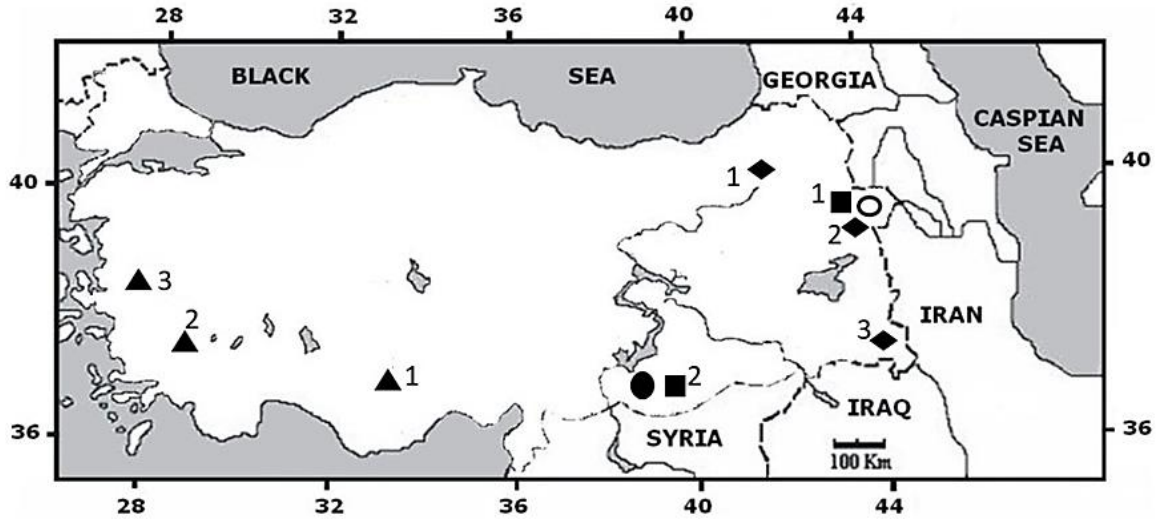 28 32 36 40 44
BLACK SEA GEORGIA
CASPIAN
SEA
40 40
1
1
2
3
2
3 IRAN
1 2
IRAQ
36 SYRIA 36
100 Km
28 32 36 40 44